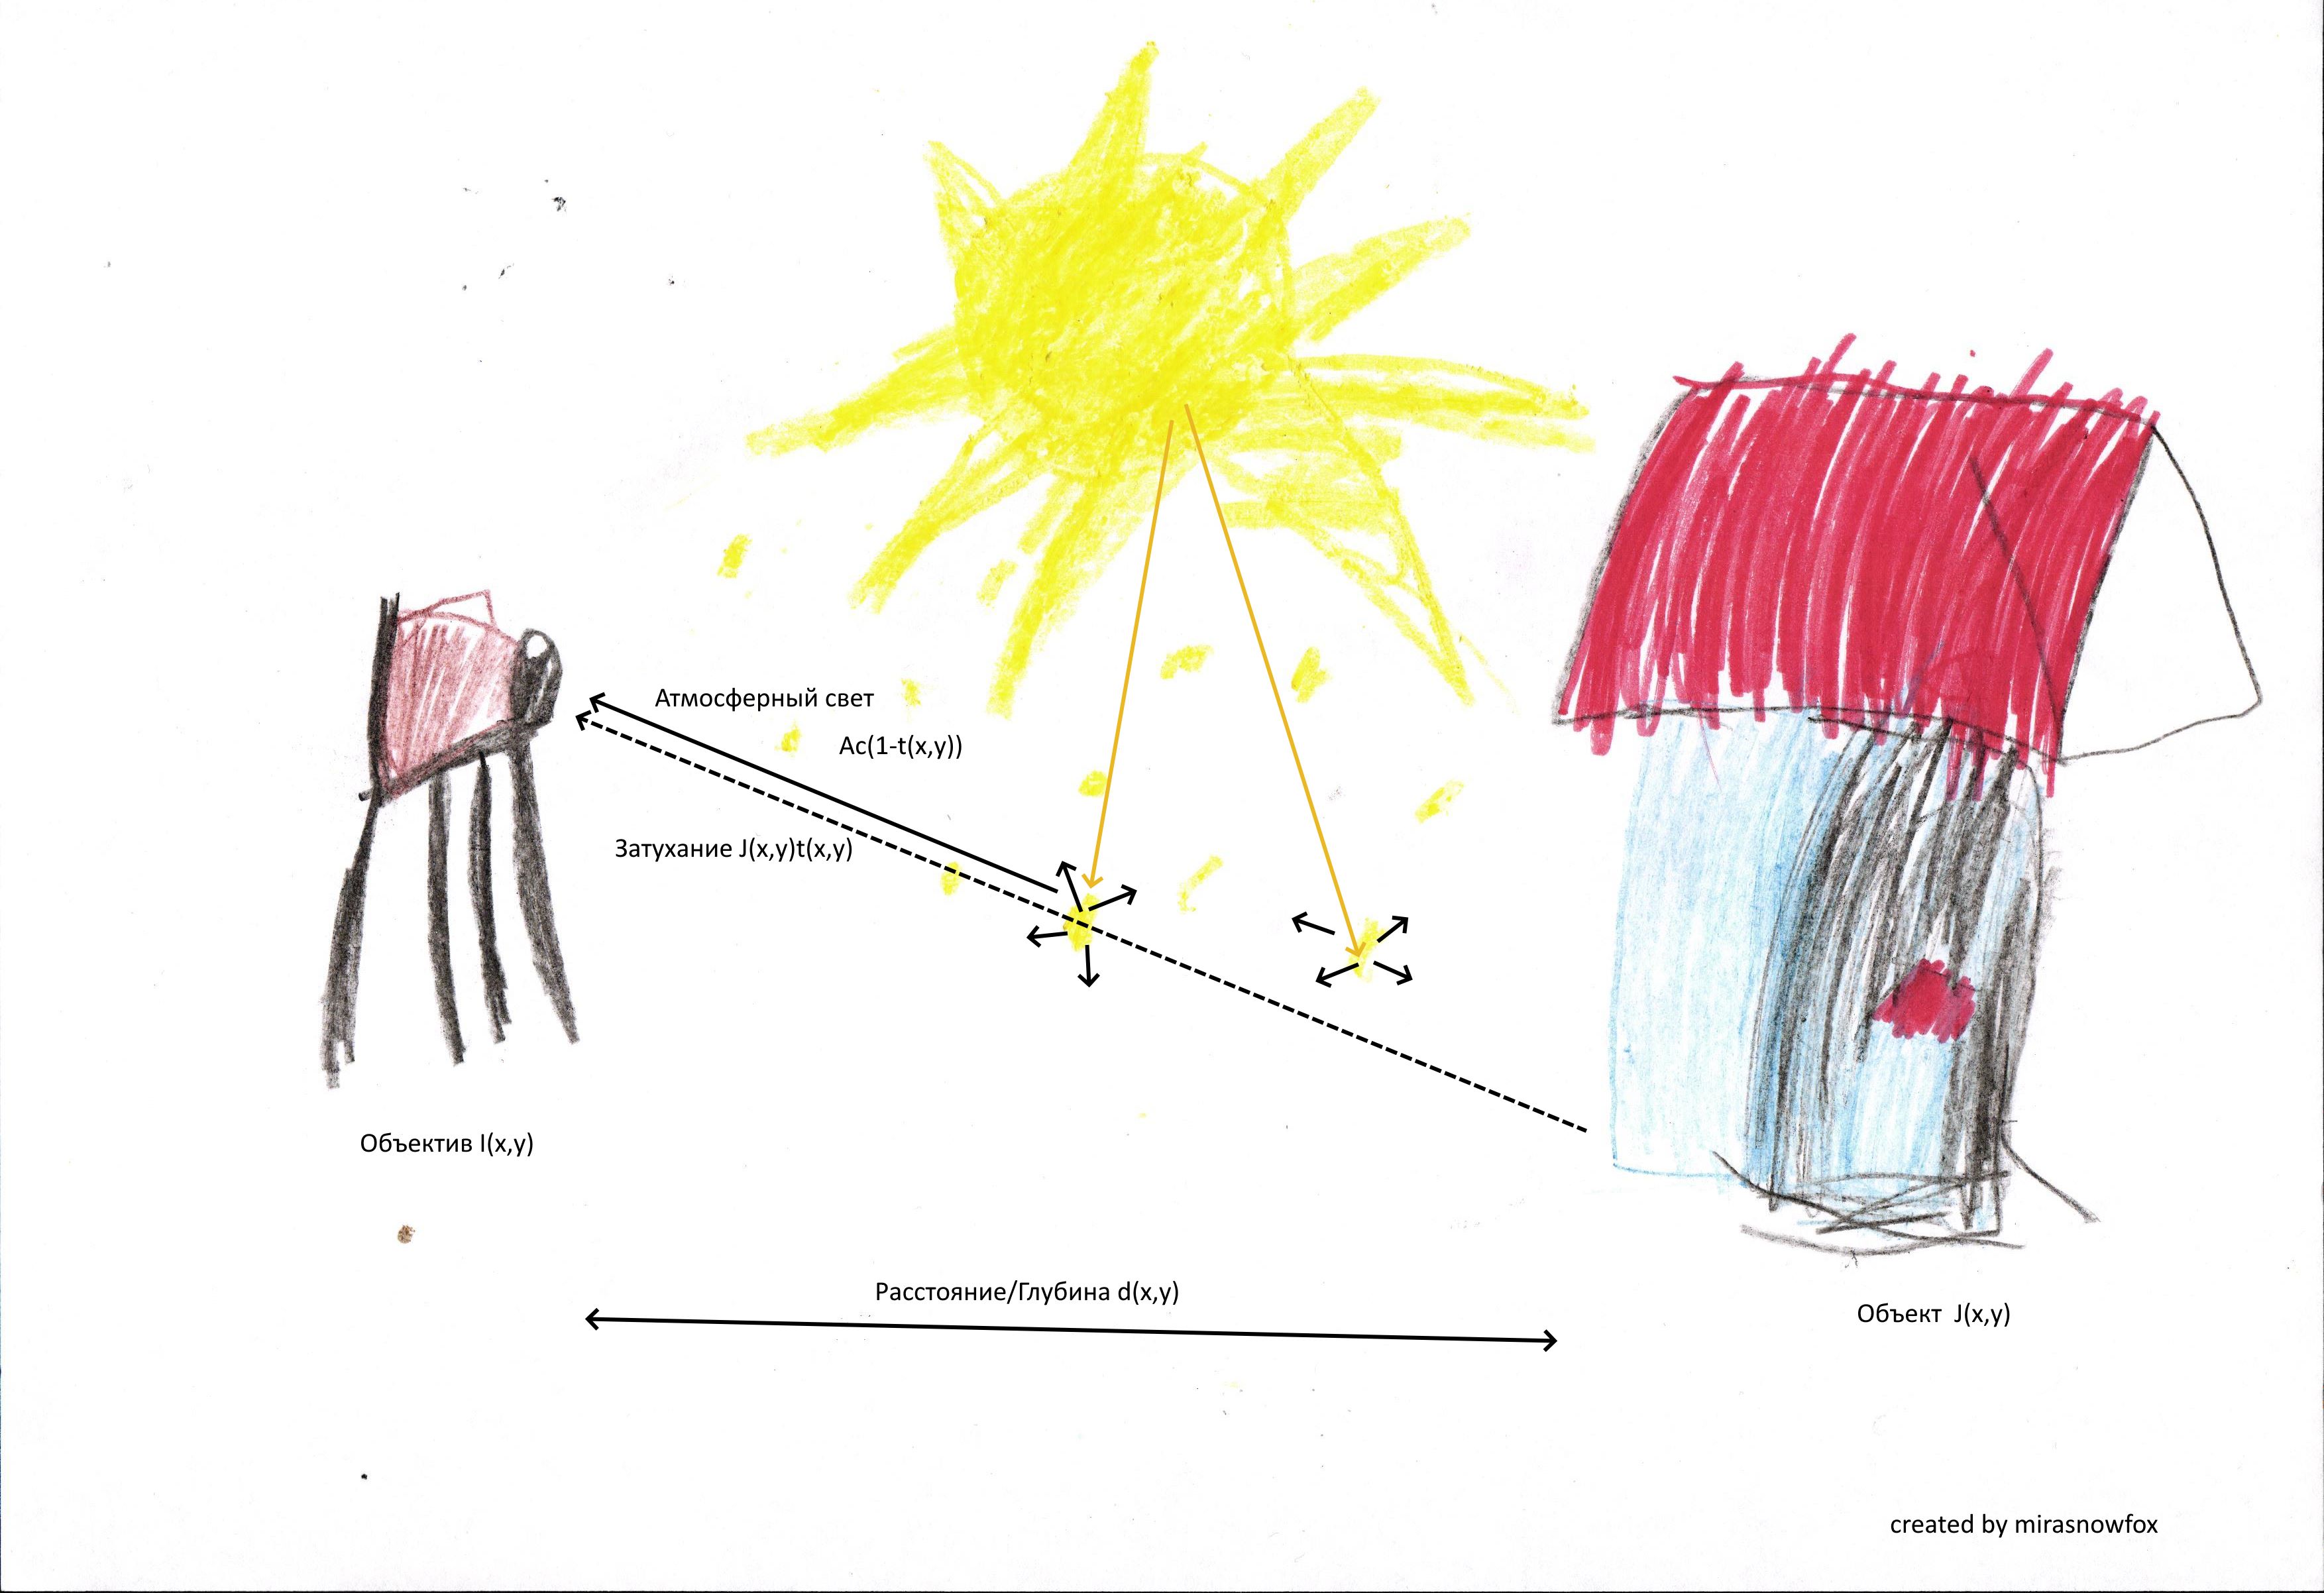 Атмосферный свет
Ac(1-t(x,y))
Затухание J(x,y)t(x,y)
Объектив I(x,y)
Расстояние/Глубина d(x,y)
Объект J(x,y)
created by mirasnowfox